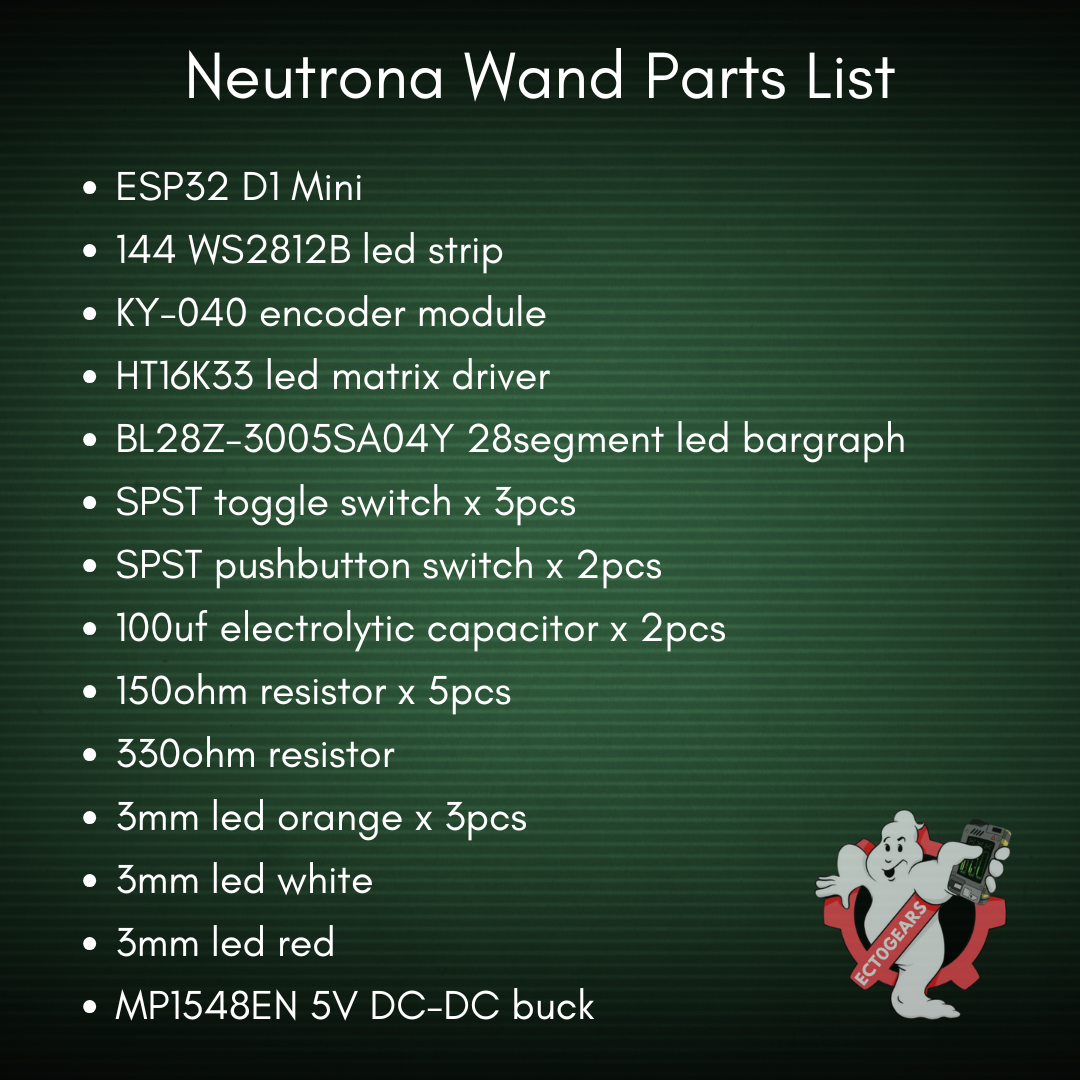 Neutrona Wand Parts List
• ESP32 D1 Mini
• 144 WS2812B led strip
• KY-040 encoder module
• HT16K33 led matrix driver
• BL28Z-3005SA04Y 28segment led bargraph
• SPST toggle switch x 3pcs
• SPST pushbutton switch x 2pcs
• 100uf electrolytic capacitor x 2pcs
• 150ohm resistor x 5pcs
• 330ohm resistor
• 3mm led orange x 3pcs
• 3mm led white
• 3mm led red
• MP1548EN 5V DC-DC buck
ECTOGEARS